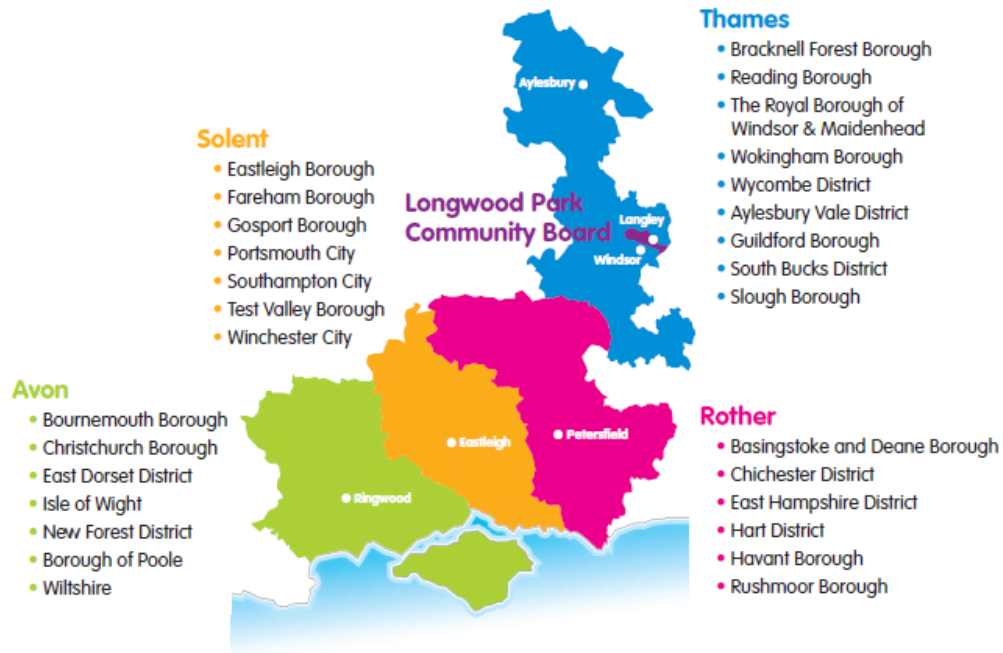 Thames
• Bracknell Forest Borough
• Reading Borough
• The Royal Borough of
Windsor & Maidenhead
• Wokingham Borough
• Wycombe District
• Aylesbury Vale District
• Guildford Borough
• South Bucks District
• Slough Borough
Aylesbury
Solent
• Eastleigh Borough
• Fareham Borough
• Gosport Borough
• Portsmouth City
• Southampton City
• Test Valley Borough
• Winchester City
Longwood Park
Community Board
Langley
Windsor
Avon
• Bournemouth Borough
• Christchurch Borough
• East Dorset District
• Isle of Wight
• New Forest District
• Borough of Poole
• Wiltshire
Eastleigh
Petersfield
Ringwood
Rother
• Basingstoke and Deane Borough
• Chichester District
• East Hampshire District
• Hart District
• Havant Borough
• Rushmoor Borough